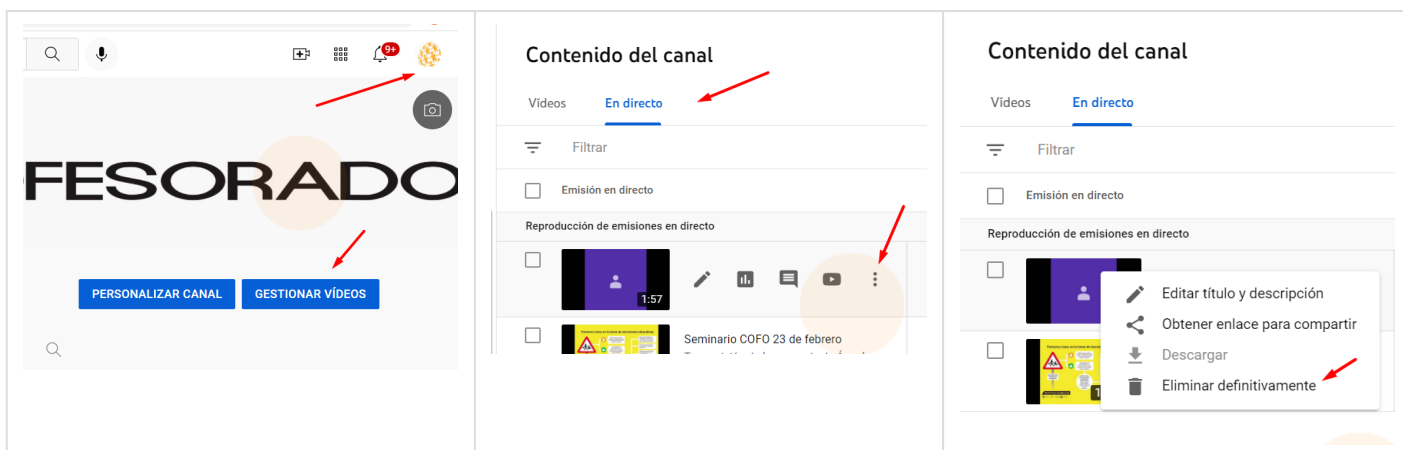 9+
FESORADO
PERSONALIZAR CANAL
GESTIONAR VÍDEOS
Contenido del canal
Vídeos
En directo
Filtrar
Emisión en directo
Reproducción de emisiones en directo
1:57
Seminario COFO 23 de febrero
Contenido del canal
Vídeos
En directo
Filtrar
Emisión en directo
Reproducción de emisiones en directo
Editar título y descripción
Obtener enlace para compartir
Descargar
Eliminar definitivamente